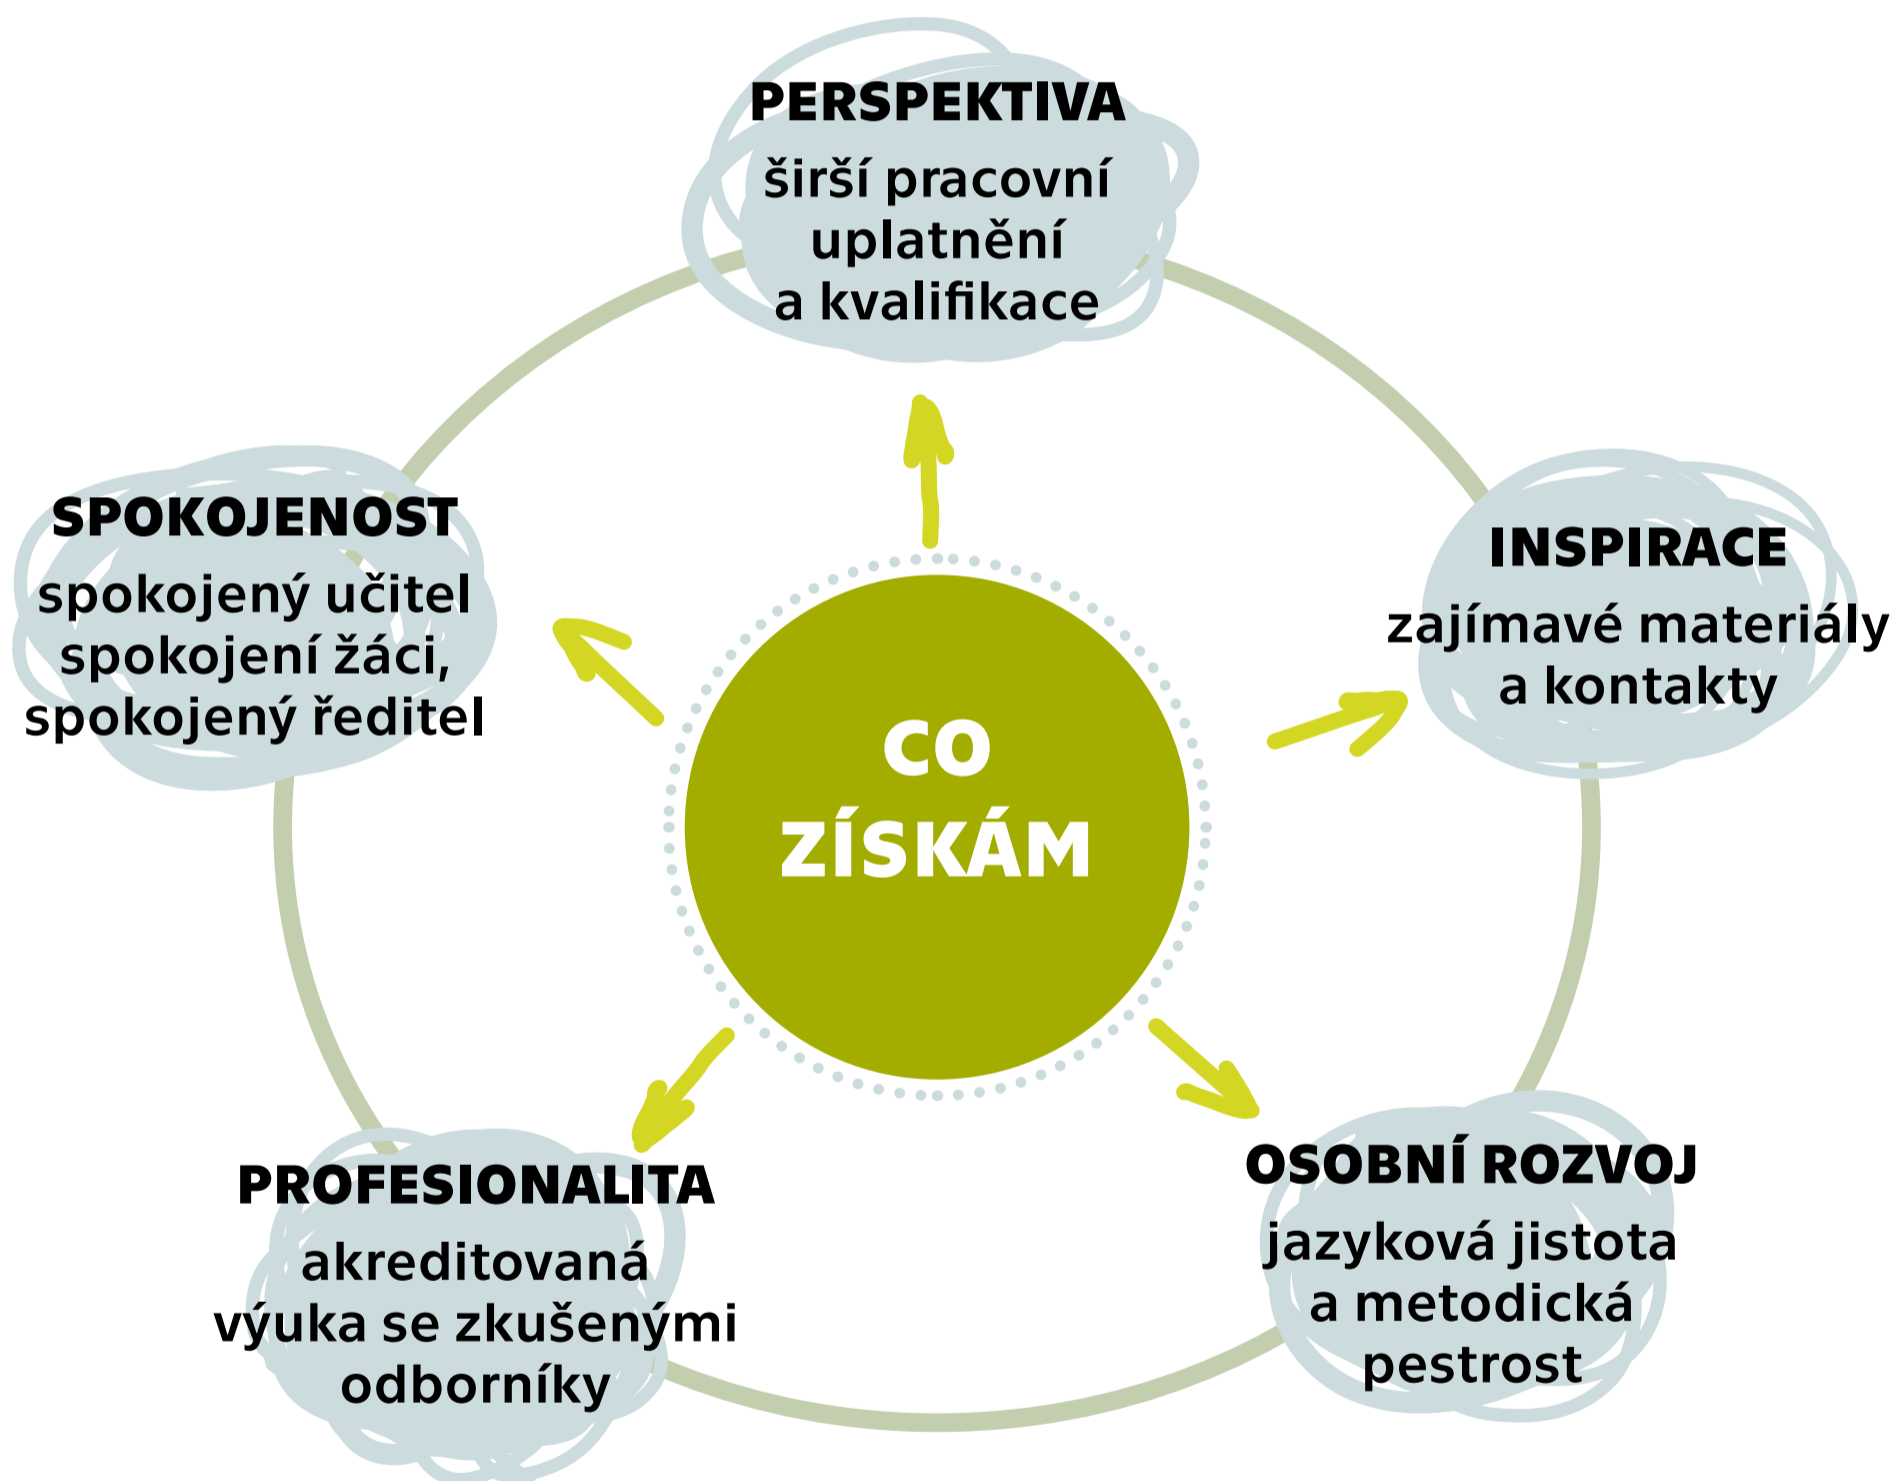 PERSPEKTIVA
širší pracovní
uplatnění
a kvalifikace
SPOKOJENOST
spokojený učitel
spokojení žáci,
spokojený ředitel
INSPIRACE
zajímavé materiály
a kontakty
CO
ZÍSKÁM
PROFESIONALITA
akreditovaná
výuka se zkušenými
odborníky
OSOBNÍ ROZVOJ
jazyková jistota
a metodická
pestrost